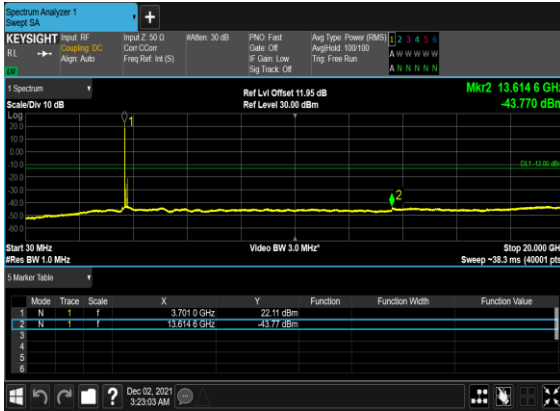 Spectrum Analyzer 1
Swept SA
+
KEYSIGHT Input: RF Input Z: 50 Ω #Atten: 30 dB PNO: Fast Avg Type: Power (RMS) 1 2 3 4 5 6
RL Coupling: DC Corr CCorr Gate: Off Avg|Hold: 100/100 A W W W W W
Align: Auto Freq Ref: Int (S) IF Gain: Low Trig: Free Run
Sig Track: Off A N N N N N
1 Spectrum
Ref Lvl Offset 11.95 dB Mkr2 13.614 6 GHz
Scale/Div 10 dB Ref Level 30.00 dBm -43.770 dBm
Log
20.0
10.0
0.00
-10.0
-20.0
-30.0
-40.0
-50.0
-60.0
1
DL1 -13.00 dBm
2
Start 30 MHz Video BW 3.0 MHz* Stop 20.000 GHz
#Res BW 1.0 MHz Sweep ~38.3 ms (40001 pts)
5 Marker Table
Mode Trace Scale X Y Function Function Width Function Value
1 N 1 f 3.701 0 GHz 22.11 dBm
2 N 1 f 13.614 6 GHz -43.77 dBm
3
4
5
6
? Dec 02, 2021
3:23:03 AM